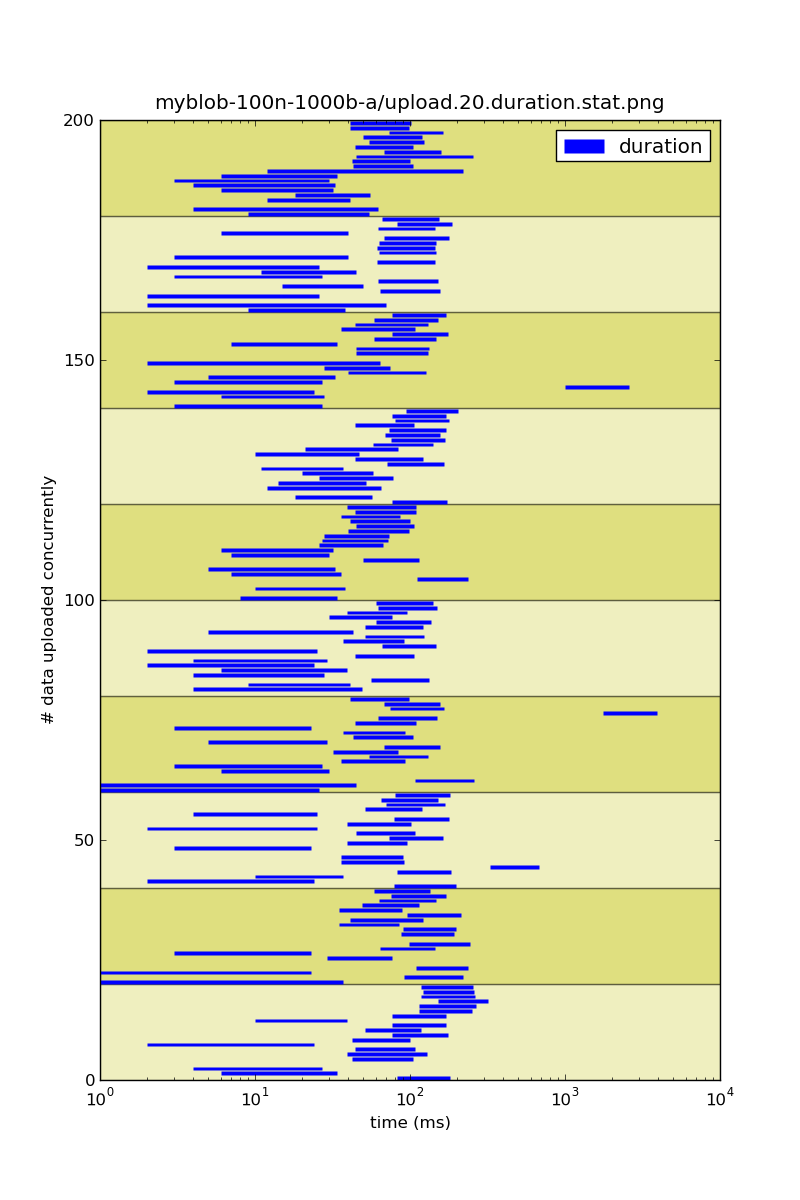 myblob-100n-1000b-a/upload.20.duration.stat.png
duration
200
150
100
50
0
# data uploaded concurrently
10^0 10^1 10^2 10^3 10^4
time (ms)